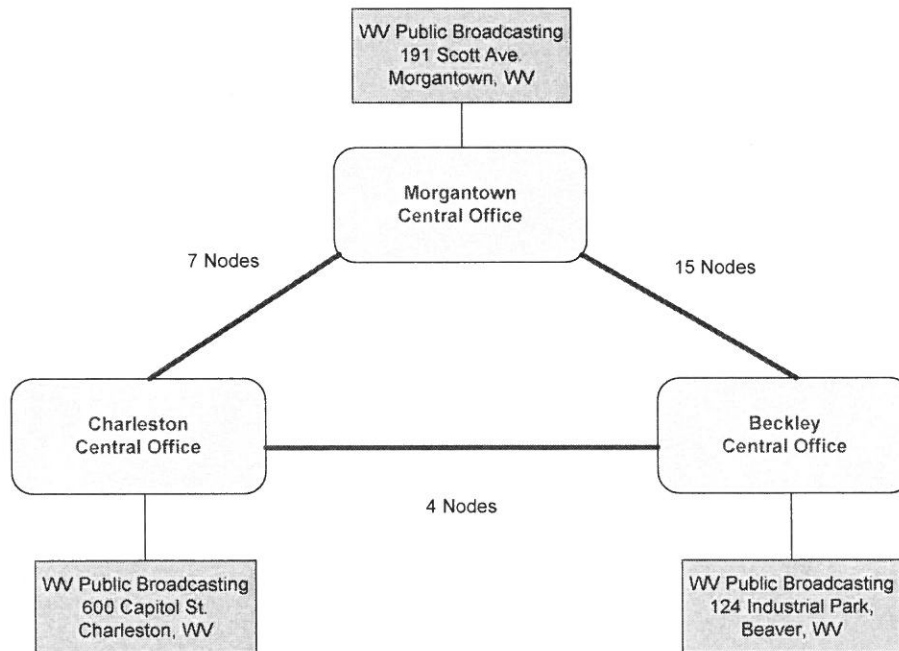 WV Public Broadcasting
191 Scott Ave.
Morgantown, WV
Morgantown
Central Office
7 Nodes
15 Nodes
Charleston
Central Office
Beckley
Central Office
4 Nodes
WV Public Broadcasting
600 Capitol St.
Charleston, WV
WV Public Broadcasting
124 Industrial Park,
Beaver, WV